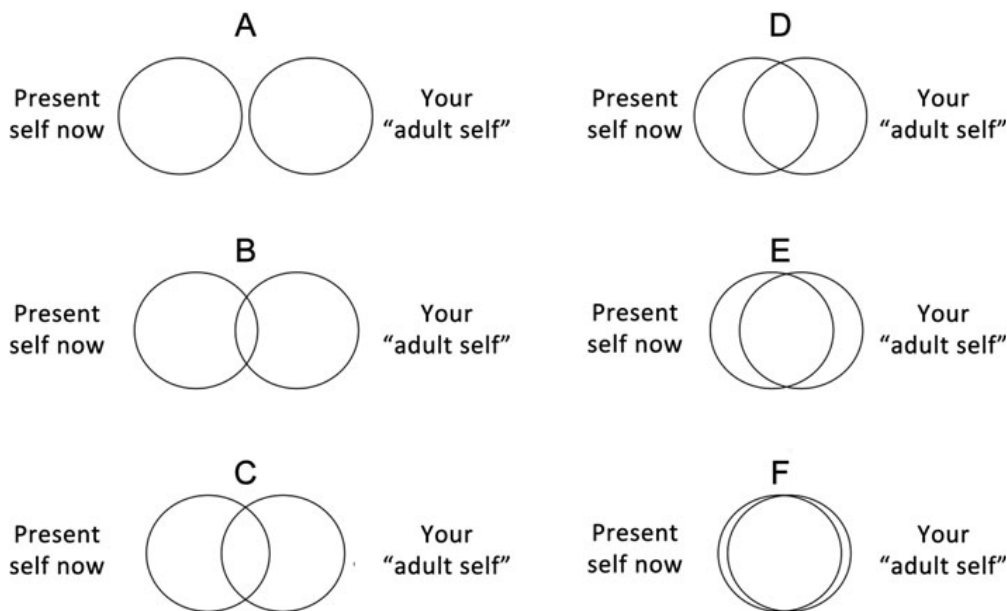 A
Present
self now
Your
“adult self”
B
Present
self now
Your
“adult self”
C
Present
self now
Your
“adult self”
D
Present
self now
Your
“adult self”
E
Present
self now
Your
“adult self”
F
Present
self now
Your
“adult self”